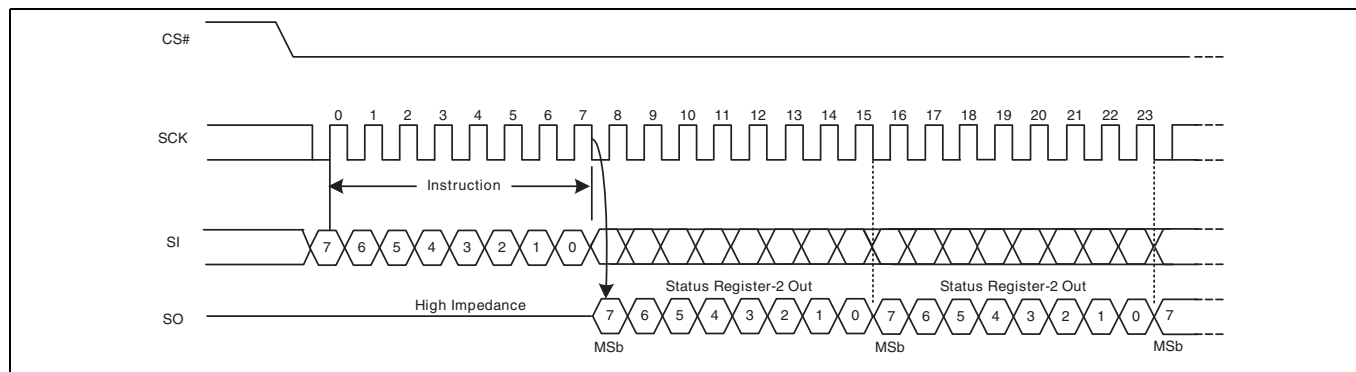 CS#
0 1 2 3 4 5 6 7 8 9 10 11 12 13 14 15 16 17 18 19 20 21 22 23
SCK
Instruction
SI
7 6 5 4 3 2 1 0
Status Register-2 Out Status Register-2 Out
High Impedance
SO
7 6 5 4 3 2 1 0 7 6 5 4 3 2 1 0 7
MSb MSb MSb